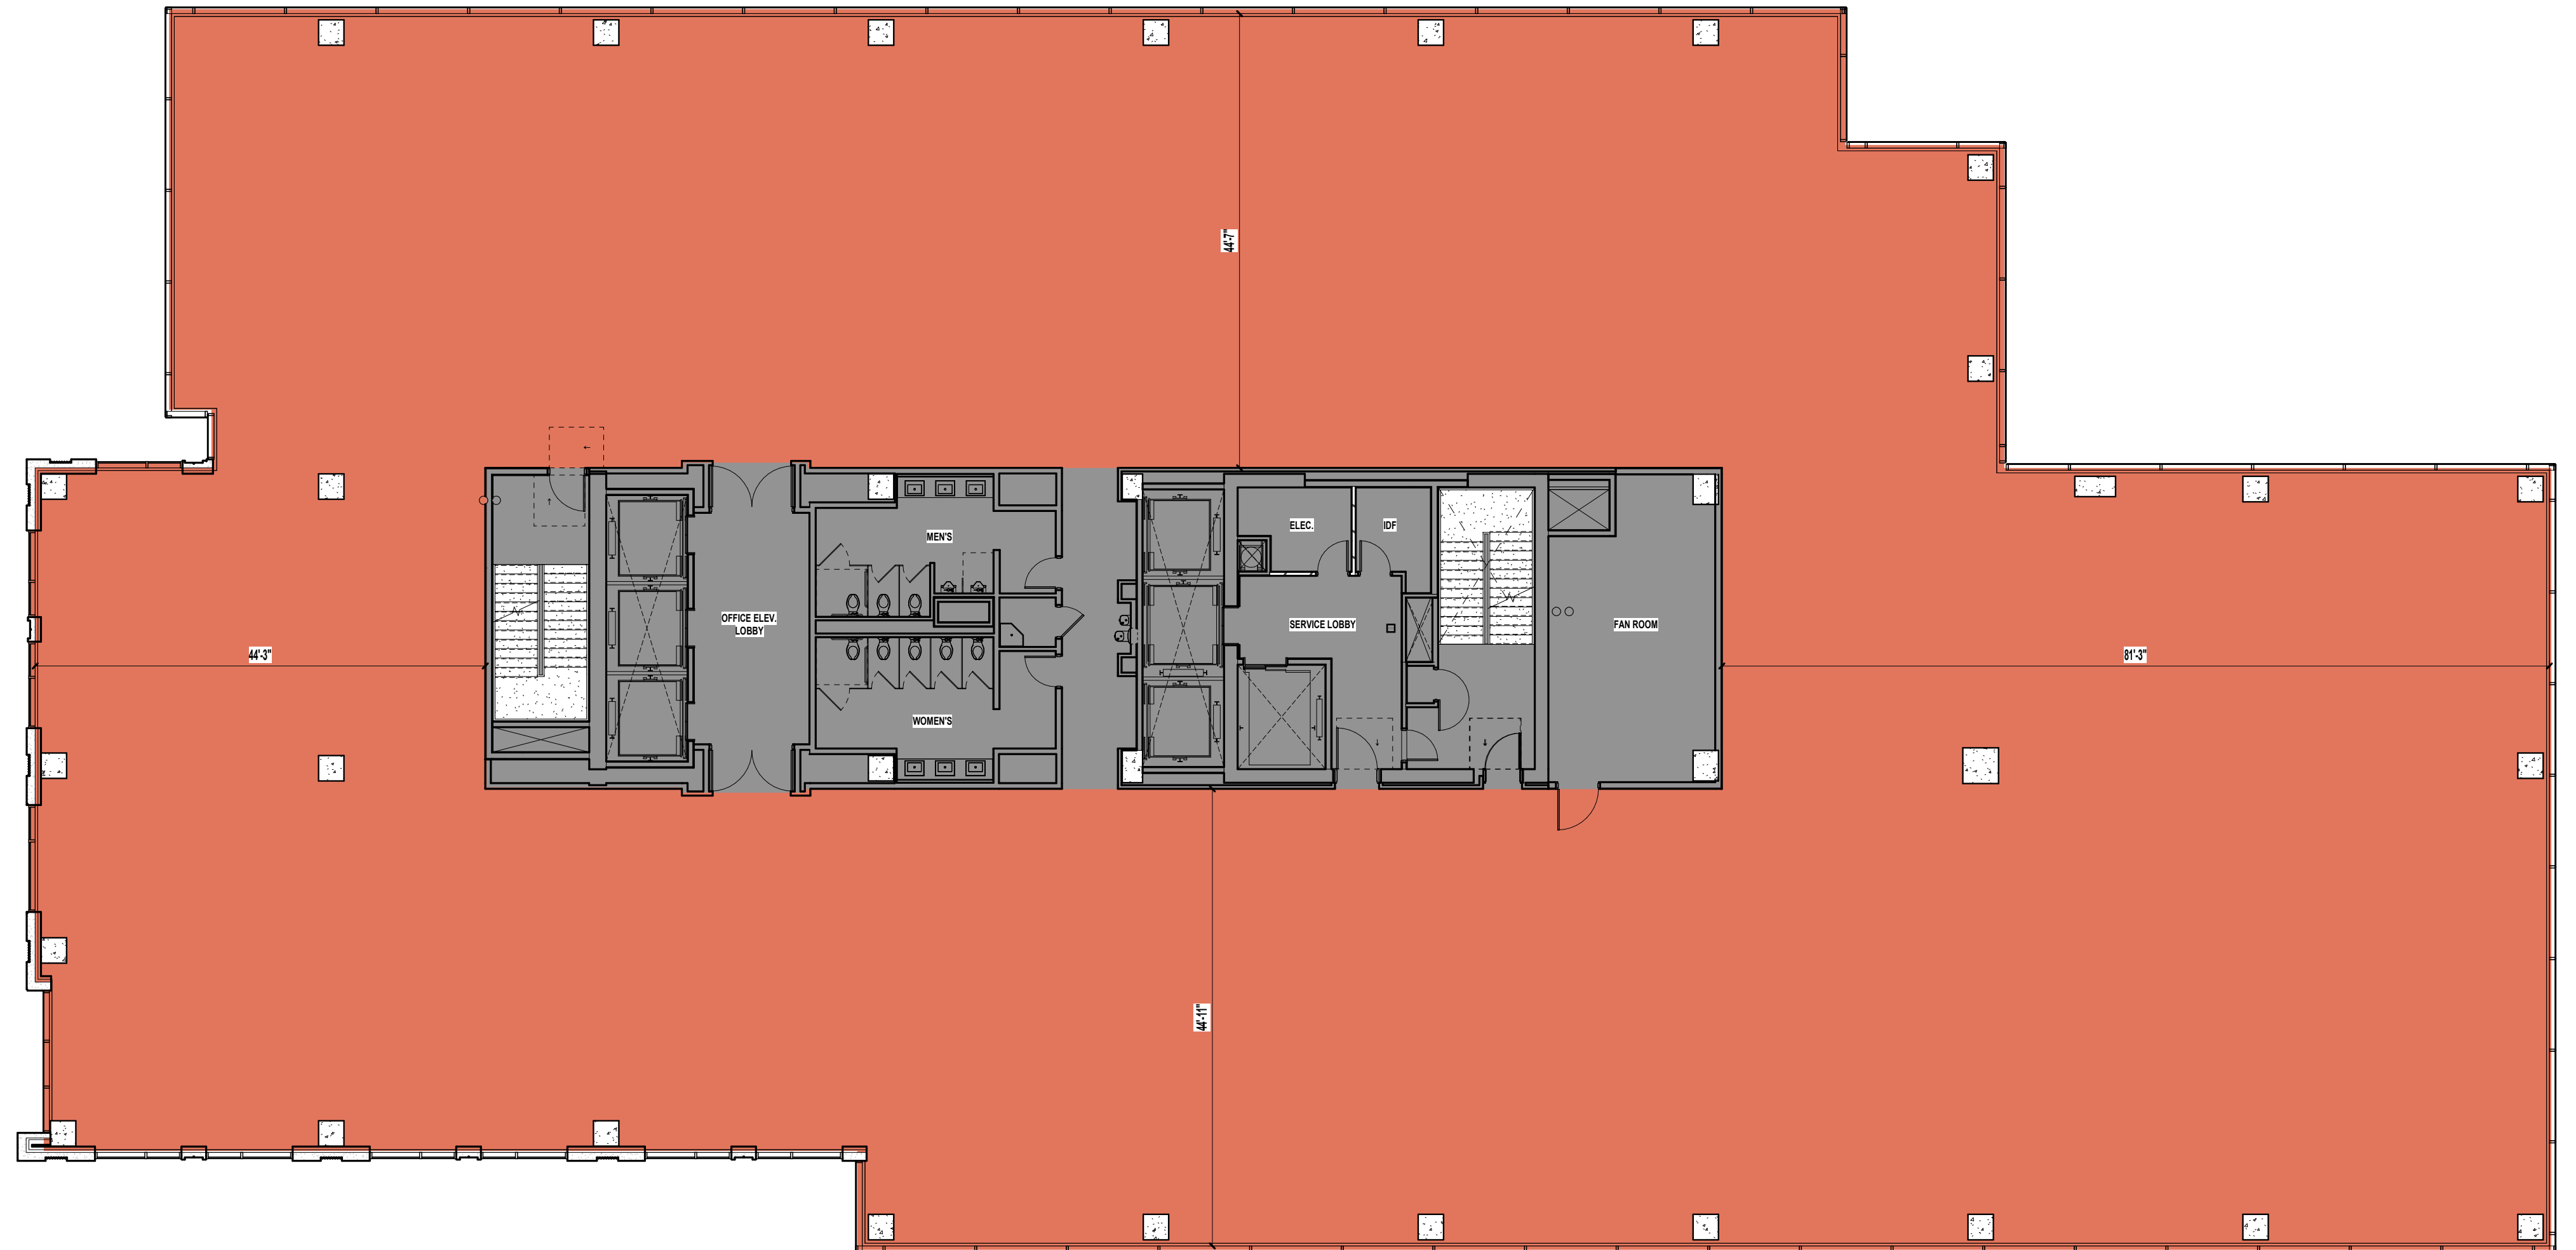 44'-7"
MEN'S
ELEC.
IDF
OFFICE ELEV.
LOBBY
SERVICE LOBBY
FAN ROOM
44'-3"
81'-3"
WOMEN'S
44'-11"